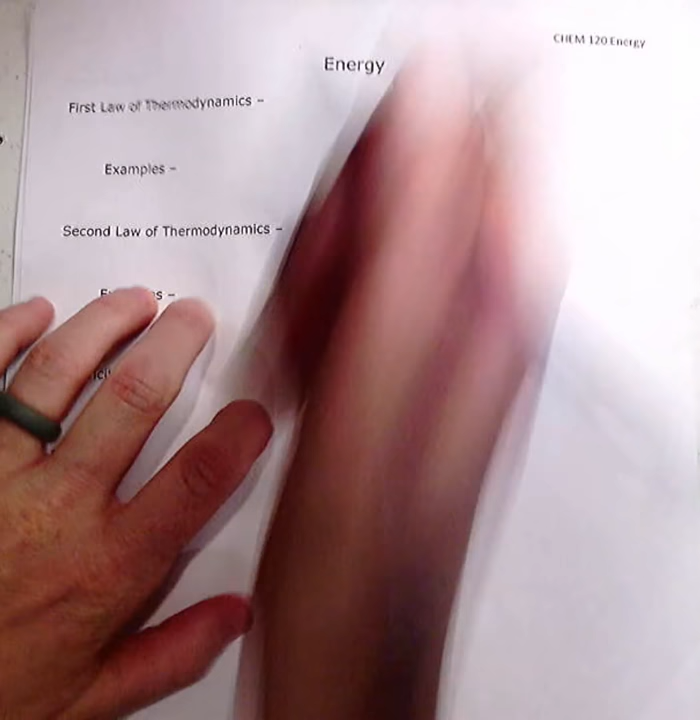 CHEM 120 Energy
Energy
First Law of Thermodynamics –
Examples –
Second Law of Thermodynamics –